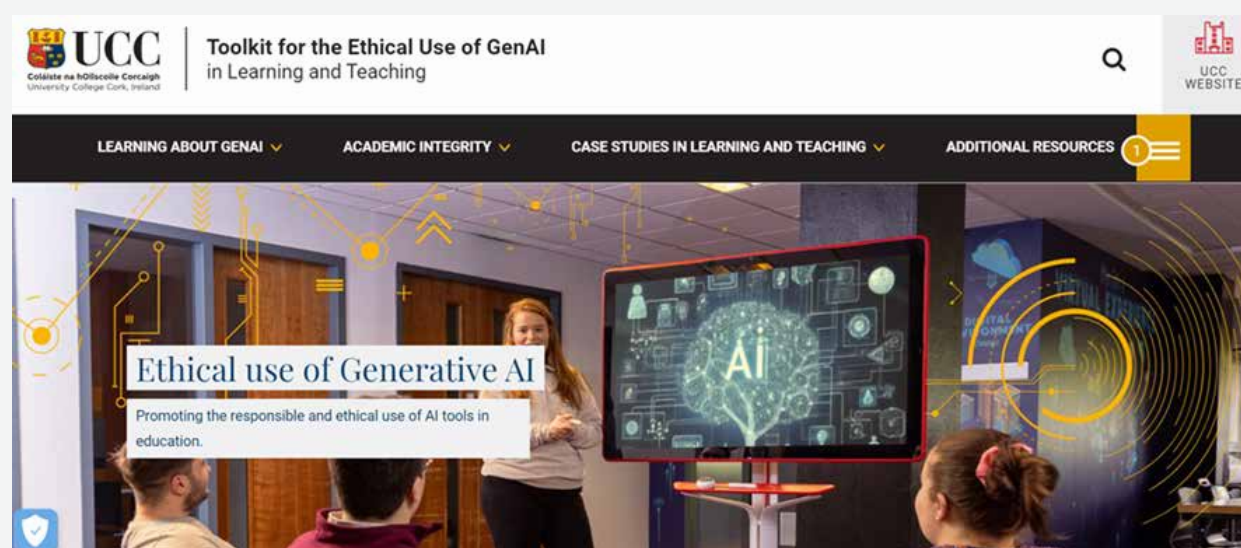 UCC
Coláiste na hOllscoile Corcaigh
University College Cork, Ireland
Toolkit for the Ethical Use of GenAI
in Learning and Teaching
UCC
WEBSITE
LEARNING ABOUT GENAI
ACADEMIC INTEGRITY
CASE STUDIES IN LEARNING AND TEACHING
ADDITIONAL RESOURCES
1
Ethical use of Generative AI
Promoting the responsible and ethical use of AI tools in
education.
AI
DIGITAL